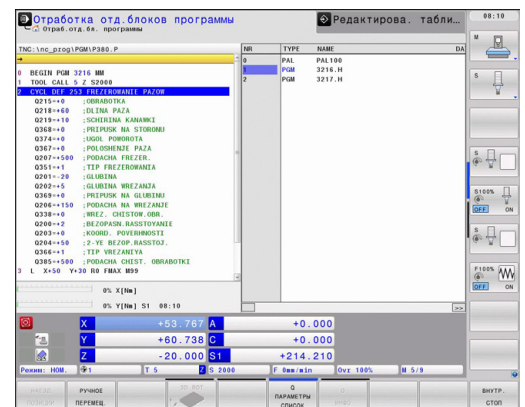 Отработка отд.блоков программы
Отраб.отд.бл. программы
Редактирова. табли…
08:10
TNC:\nc_prog\PGM\P380.P
NR TYPE NAME DA
→
0 BEGIN PGM 3216 MM
1 TOOL CALL 5 Z S2000
2 CYCL DEF 253 FREZEROWANIE PAZOW
Q215=+0 ;OBRABOTKA
Q218=+60 ;DLINA PAZA
Q219=+10 ;SCHIRINA KANAWKI
Q368=+0 ;PRIPUSK NA STORONU
Q374=+0 ;UGOL POWOROTA
Q367=+0 ;POLOSHENJE PAZA
Q207=+500 ;PODACHA FREZER.
Q351=+1 ;TIP FREZEROWANIA
Q201=-20 ;GLUBINA
Q202=+5 ;GLUBINA WREZANJA
Q369=+0 ;PRIPUSK NA GLUBINU
Q206=+150 ;PODACHA NA WREZANJE
Q338=+0 ;WREZ. CHISTOW.OBR.
Q200=+2 ;BEZOPASN.RASSTOYANIE
Q203=+0 ;KOORD. POVERHNOSTI
Q204=+50 ;2-YE BEZOP.RASSTOJ.
Q366=+1 ;TIP VREZANIYA
Q385=+500 ;PODACHA CHIST. OBRABOTKI
3 L X+50 Y+30 R0 FMAX M99
0 PAL PAL100
1 PGM 3216.H
2 PGM 3217.H
0% X[Nm]
0% Y[Nm] S1 08:10
>>
X +53.767 A +0.000
Y +60.738 C +0.000
Z -20.000 S1 +214.210
Режим: НОМ. 1 T 5 Z S 2000 F 0mm/min Ovr 100% M 5/9
M
S
S
S100%
OFF ON
S
F100%
OFF ON
РУЧНОЕ
ПЕРЕМЕЩ.
3D ROT
Q
ПАРАМЕТРЫ
СПИСОК
ВНУТР.
СТОП